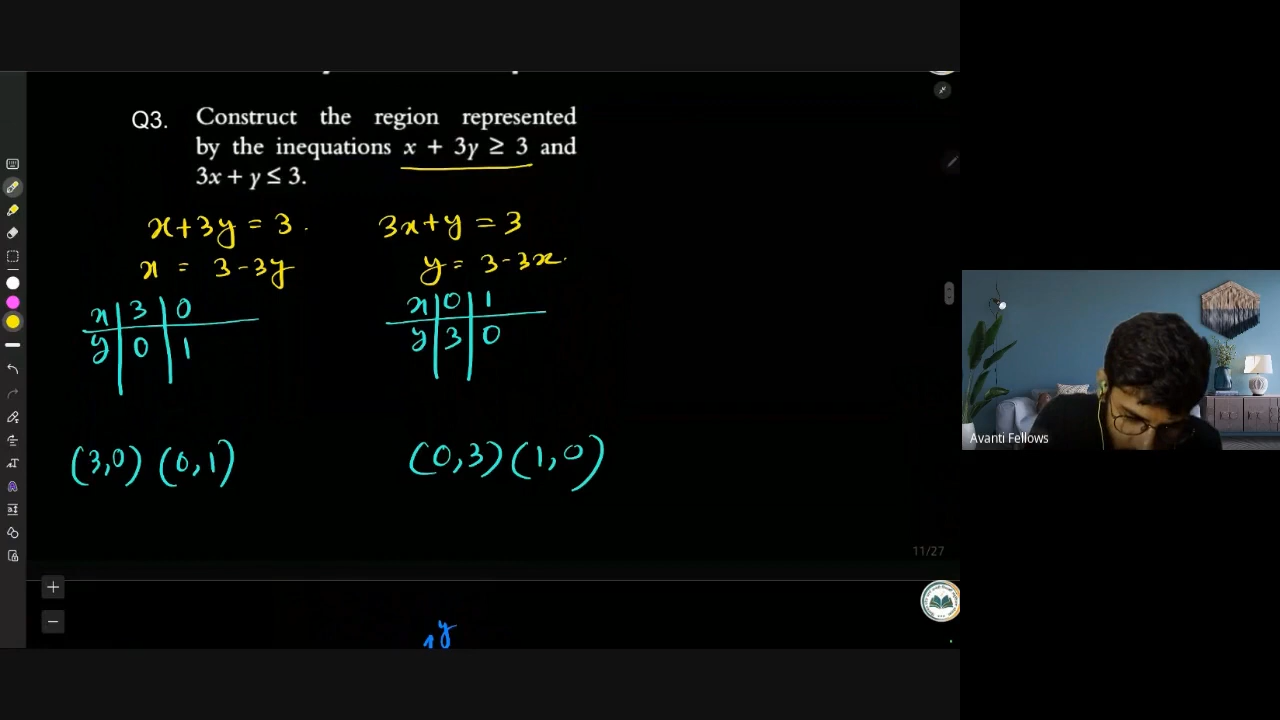 Q3. Construct the region represented
by the inequations x + 3y ≥ 3 and
3x + y ≤ 3.
x+3y = 3. 3x+y = 3
x = 3-3y y = 3-3x.
x | 3 | 0 x | 0 | 1
y | 0 | 1 y | 3 | 0
(3,0) (0,1) (0,3) (1,0)
Avanti Fellows
11/27
y